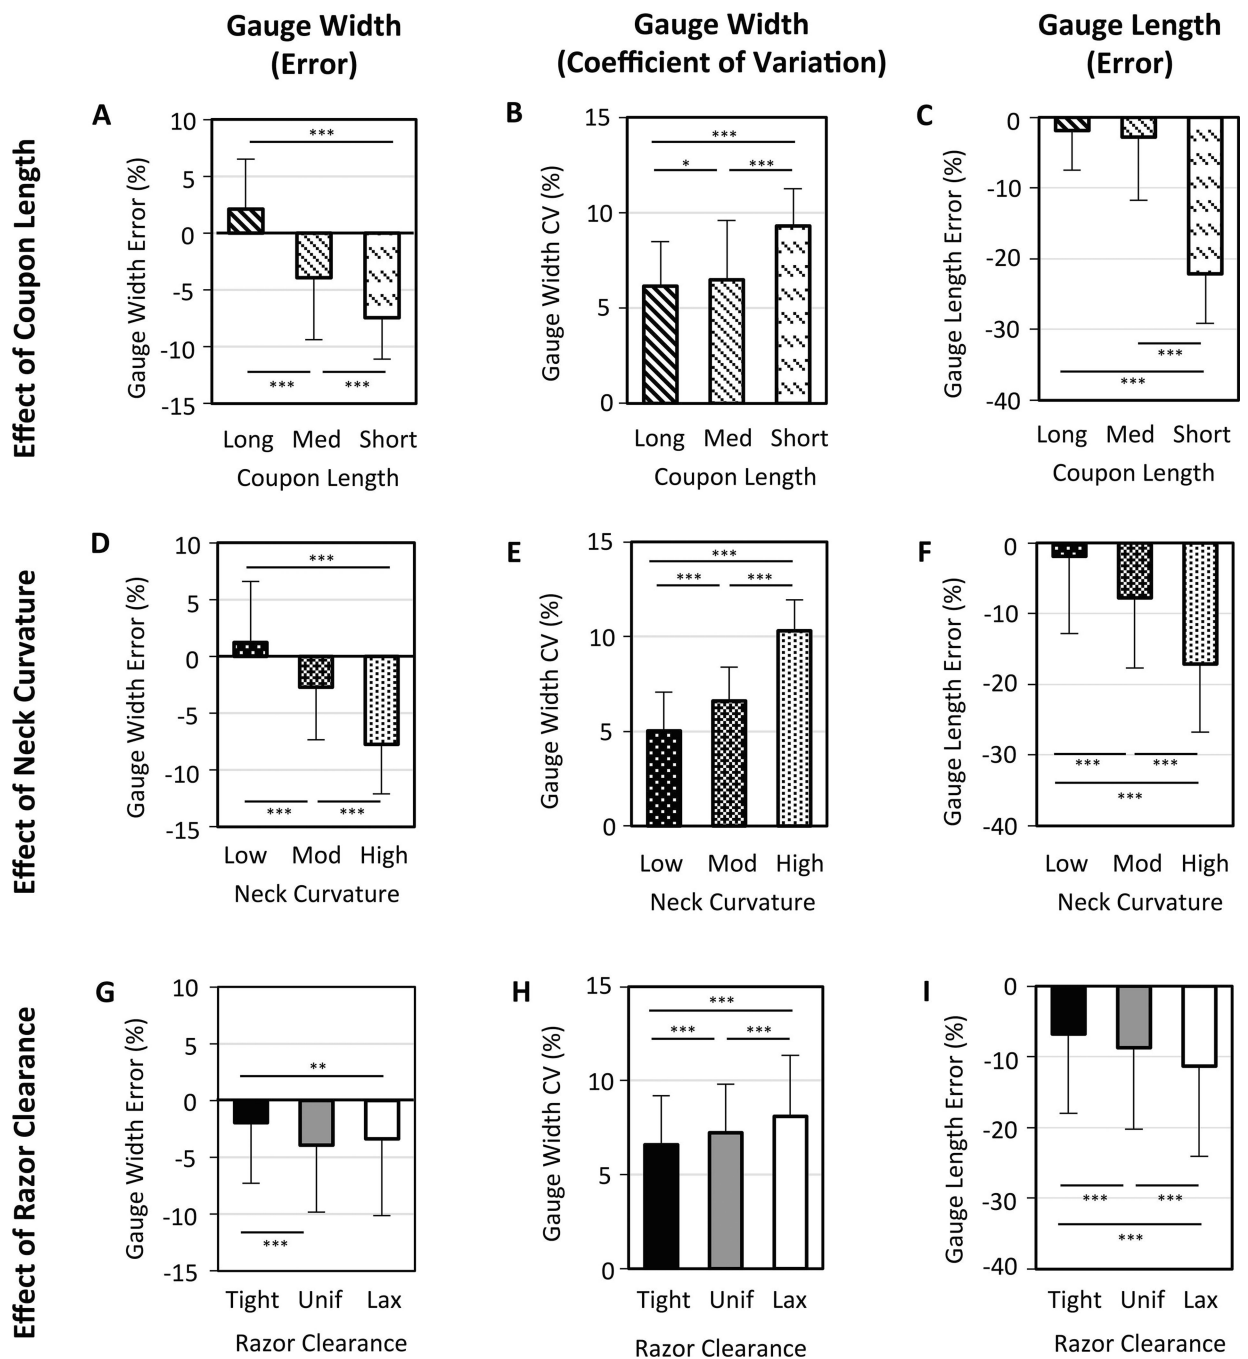 Gauge Width
(Error)
Gauge Width
(Coefficient of Variation)
Gauge Length
(Error)
Effect of Coupon Length
A
Gauge Width Error (%)
10
5
0
-5
-10
-15
***
***
***
Long Med Short
Coupon Length
B
Gauge Width CV (%)
15
10
5
0
***
*
***
Long Med Short
Coupon Length
C
Gauge Length Error (%)
0
-10
-20
-30
-40
***
***
Long Med Short
Coupon Length
Effect of Neck Curvature
D
Gauge Width Error (%)
10
5
0
-5
-10
-15
***
***
***
Low Mod High
Neck Curvature
E
Gauge Width CV (%)
15
10
5
0
***
***
***
Low Mod High
Neck Curvature
F
Gauge Length Error (%)
0
-10
-20
-30
-40
***
***
***
Low Mod High
Neck Curvature
Effect of Razor Clearance
G
Gauge Width Error (%)
10
5
0
-5
-10
-15
**
***
Tight Unif Lax
Razor Clearance
H
Gauge Width CV (%)
15
10
5
0
***
***
***
Tight Unif Lax
Razor Clearance
I
Gauge Length Error (%)
0
-10
-20
-30
-40
***
***
***
Tight Unif Lax
Razor Clearance